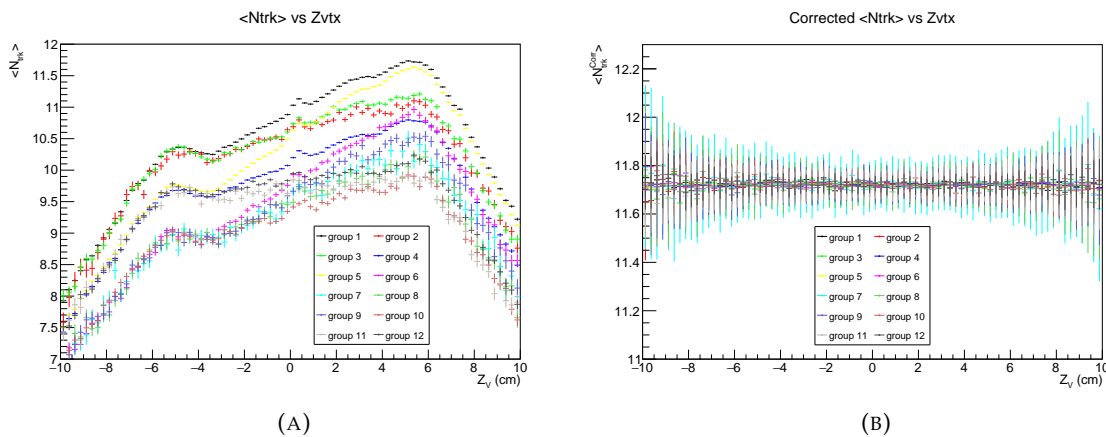 <Ntrk> vs Zvtx
<N_trk>
12
11.5
11
10.5
10
9.5
9
8.5
8
7.5
7
−10 −8 −6 −4 −2 0 2 4 6 8 10
Z_V (cm)
group 1 group 2
group 3 group 4
group 5 group 6
group 7 group 8
group 9 group 10
group 11 group 12
(A)
Corrected <Ntrk> vs Zvtx
<N_trk^Corr>
12.2
12
11.8
11.6
11.4
11.2
11
−10 −8 −6 −4 −2 0 2 4 6 8 10
Z_V (cm)
group 1 group 2
group 3 group 4
group 5 group 6
group 7 group 8
group 9 group 10
group 11 group 12
(B)